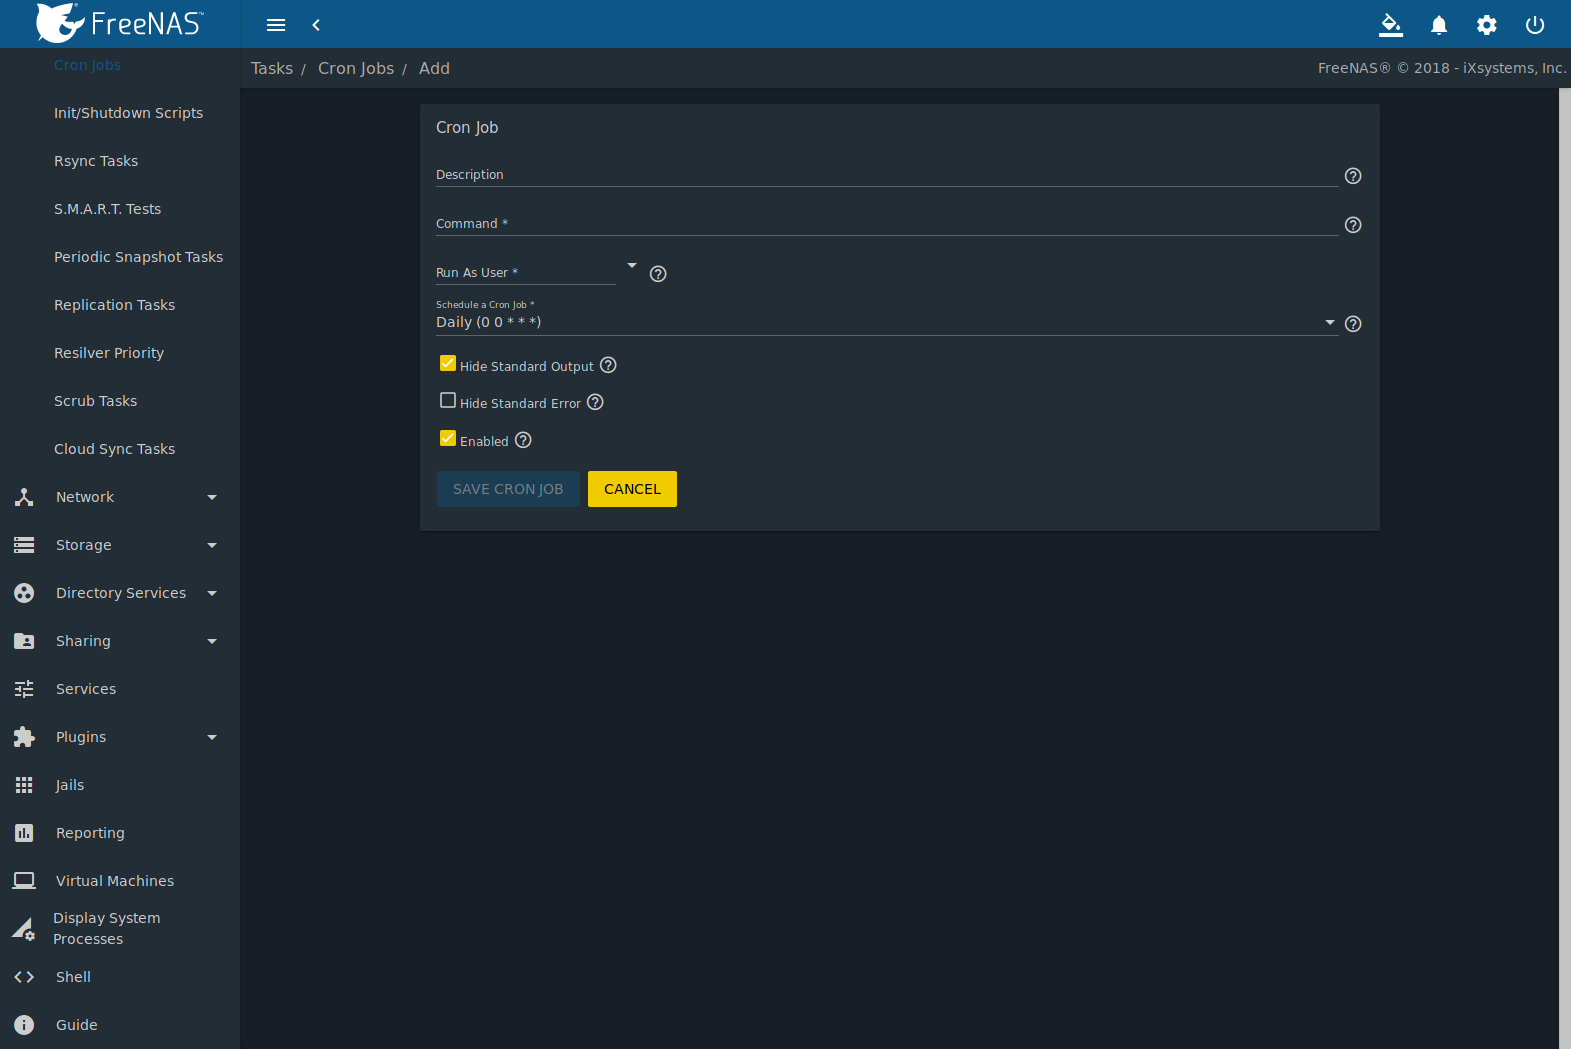 FreeNAS™
Cron Jobs
Init/Shutdown Scripts
Rsync Tasks
S.M.A.R.T. Tests
Periodic Snapshot Tasks
Replication Tasks
Resilver Priority
Scrub Tasks
Cloud Sync Tasks
Network
Storage
Directory Services
Sharing
Services
Plugins
Jails
Reporting
Virtual Machines
Display System
Processes
Shell
Guide
Tasks / Cron Jobs / Add
FreeNAS® © 2018 - iXsystems, Inc.
Cron Job
Description
Command *
Run As User *
Schedule a Cron Job *
Daily (0 0 * * *)
Hide Standard Output
Hide Standard Error
Enabled
SAVE CRON JOB CANCEL